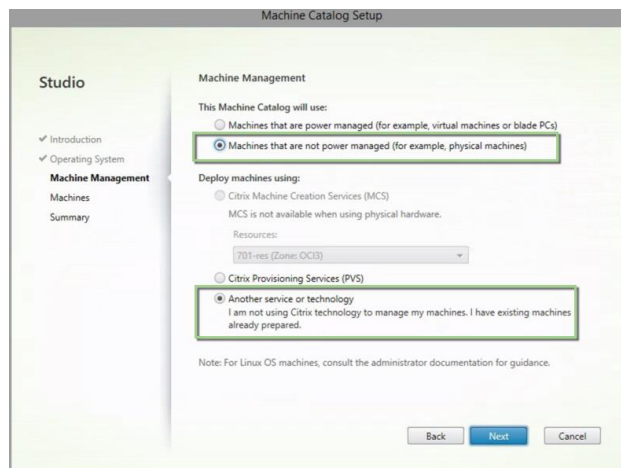 Machine Catalog Setup
Studio
✔ Introduction
✔ Operating System
Machine Management
Machines
Summary
Machine Management
This Machine Catalog will use:
Machines that are power managed (for example, virtual machines or blade PCs)
Machines that are not power managed (for example, physical machines)
Deploy machines using:
Citrix Machine Creation Services (MCS)
MCS is not available when using physical hardware.
Resources:
701-res (Zone: OCI3)
Citrix Provisioning Services (PVS)
Another service or technology
I am not using Citrix technology to manage my machines. I have existing machines
already prepared.
Note: For Linux OS machines, consult the administrator documentation for guidance.
Back Next Cancel